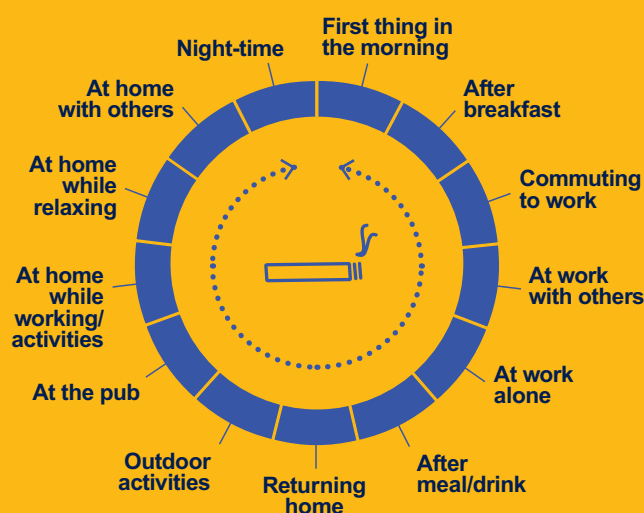 First thing in
the morning
After
breakfast
Commuting
to work
At work
with others
At work
alone
After
meal/drink
Returning
home
Outdoor
activities
At the pub
At home
while
working/
activities
At home
while
relaxing
At home
with others
Night-time